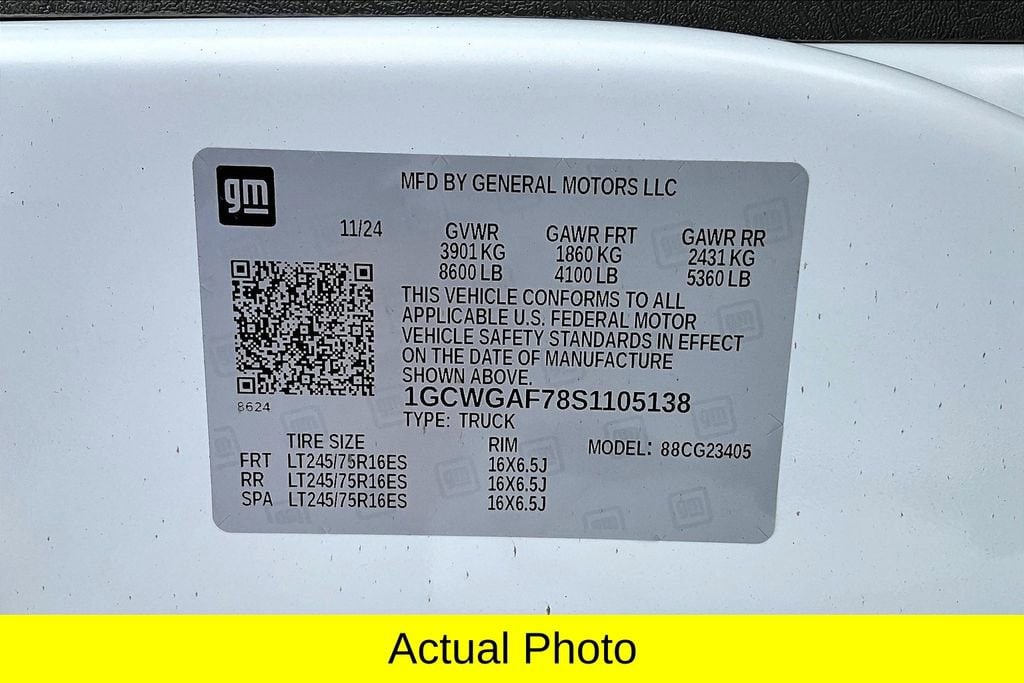 gm
MFD BY GENERAL MOTORS LLC
11/24 GVWR GAWR FRT GAWR RR
3901 KG 1860 KG 2431 KG
8600 LB 4100 LB 5360 LB
THIS VEHICLE CONFORMS TO ALL
APPLICABLE U.S. FEDERAL MOTOR
VEHICLE SAFETY STANDARDS IN EFFECT
ON THE DATE OF MANUFACTURE
SHOWN ABOVE.
8624
1GCWGAF78S1105138
TYPE: TRUCK
TIRE SIZE RIM MODEL: 88CG23405
FRT LT245/75R16ES 16X6.5J
RR LT245/75R16ES 16X6.5J
SPA LT245/75R16ES 16X6.5J
Actual Photo